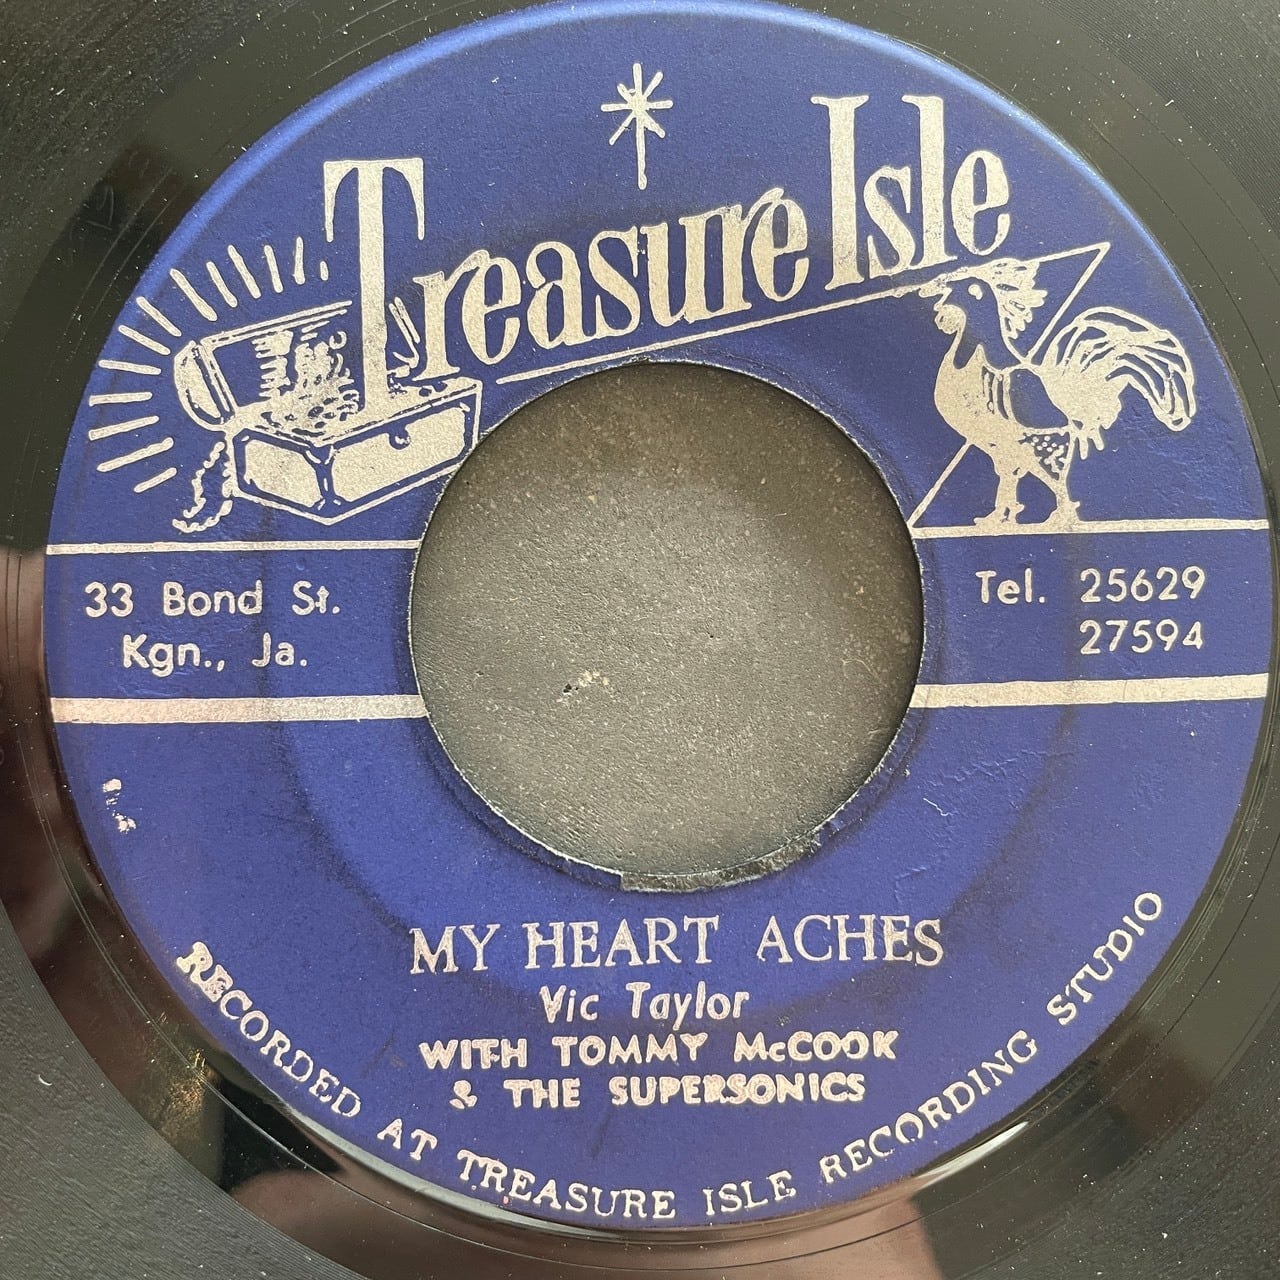 Treasure Isle
33 Bond St.
Kgn., Ja.
Tel. 25629
27594
MY HEART ACHES
Vic Taylor
WITH TOMMY McCOOK
& THE SUPERSONICS
RECORDED AT TREASURE ISLE RECORDING STUDIO